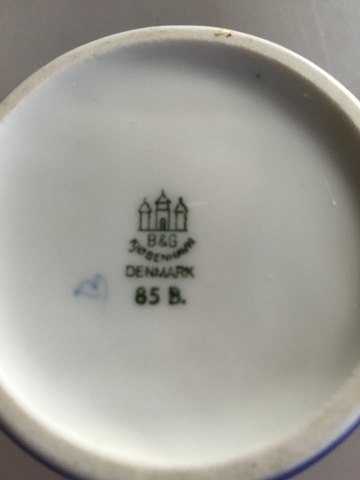 B&G
KJØBENHAVN
DENMARK
85 B.